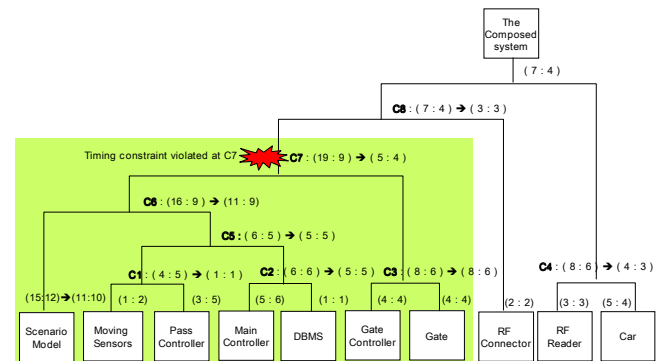 The
Composed
system
( 7 : 4 )
C8 : ( 7 : 4 ) ➔ ( 3 : 3 )
Timing constraint violated at C7
C7 : (19 : 9 ) ➔ ( 5 : 4 )
C6 : (16 : 9 ) ➔ (11 : 9 )
C5 : ( 6 : 5 ) ➔ ( 5 : 5 )
C1 : ( 4 : 5 ) ➔ ( 1 : 1 )
C2 : ( 6 : 6 ) ➔ ( 5 : 5 )
C3 : ( 8 : 6 ) ➔ ( 8 : 6 )
C4 : ( 8 : 6 ) ➔ ( 4 : 3 )
(15:12)➔(11:10)
(1 : 2)
(3 : 5)
(5 : 6)
(1 : 1)
(4 : 4)
(4 : 4)
(2 : 2)
(3 : 3)
(5 : 4)
Scenario
Model
Moving
Sensors
Pass
Controller
Main
Controller
DBMS
Gate
Controller
Gate
RF
Connector
RF
Reader
Car